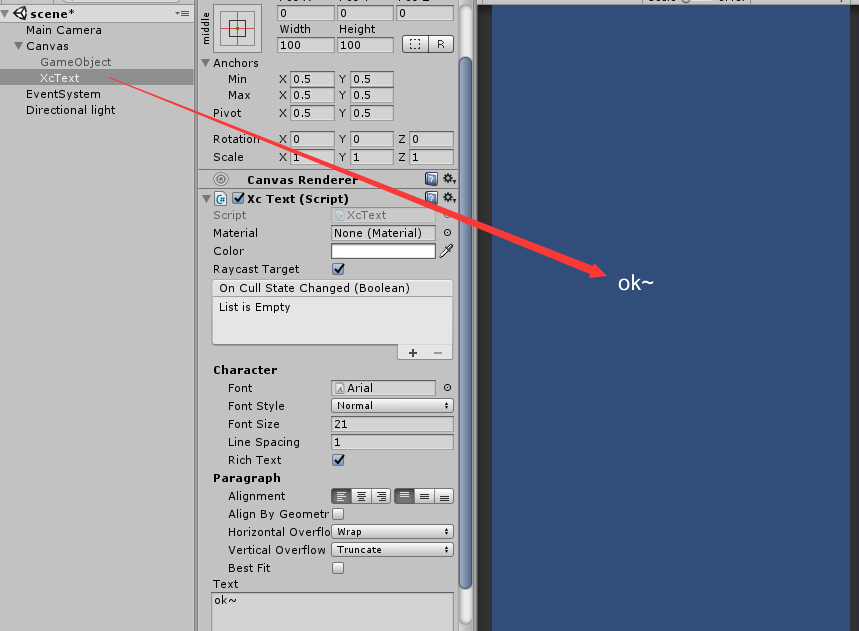 scene*
Main Camera
Canvas
GameObject
XcText
EventSystem
Directional light
middle
0 0 0
Width Height
100 100 R
Anchors
Min X 0.5 Y 0.5
Max X 0.5 Y 0.5
Pivot X 0.5 Y 0.5
Rotation X 0 Y 0 Z 0
Scale X 1 Y 1 Z 1
Canvas Renderer
Xc Text (Script)
Script XcText
Material None (Material)
Color
Raycast Target
On Cull State Changed (Boolean)
List is Empty
+ −
Character
Font Arial
Font Style Normal
Font Size 21
Line Spacing 1
Rich Text
Paragraph
Alignment
Align By Geometr
Horizontal Overflo Wrap
Vertical Overflow Truncate
Best Fit
Text
ok~
ok~